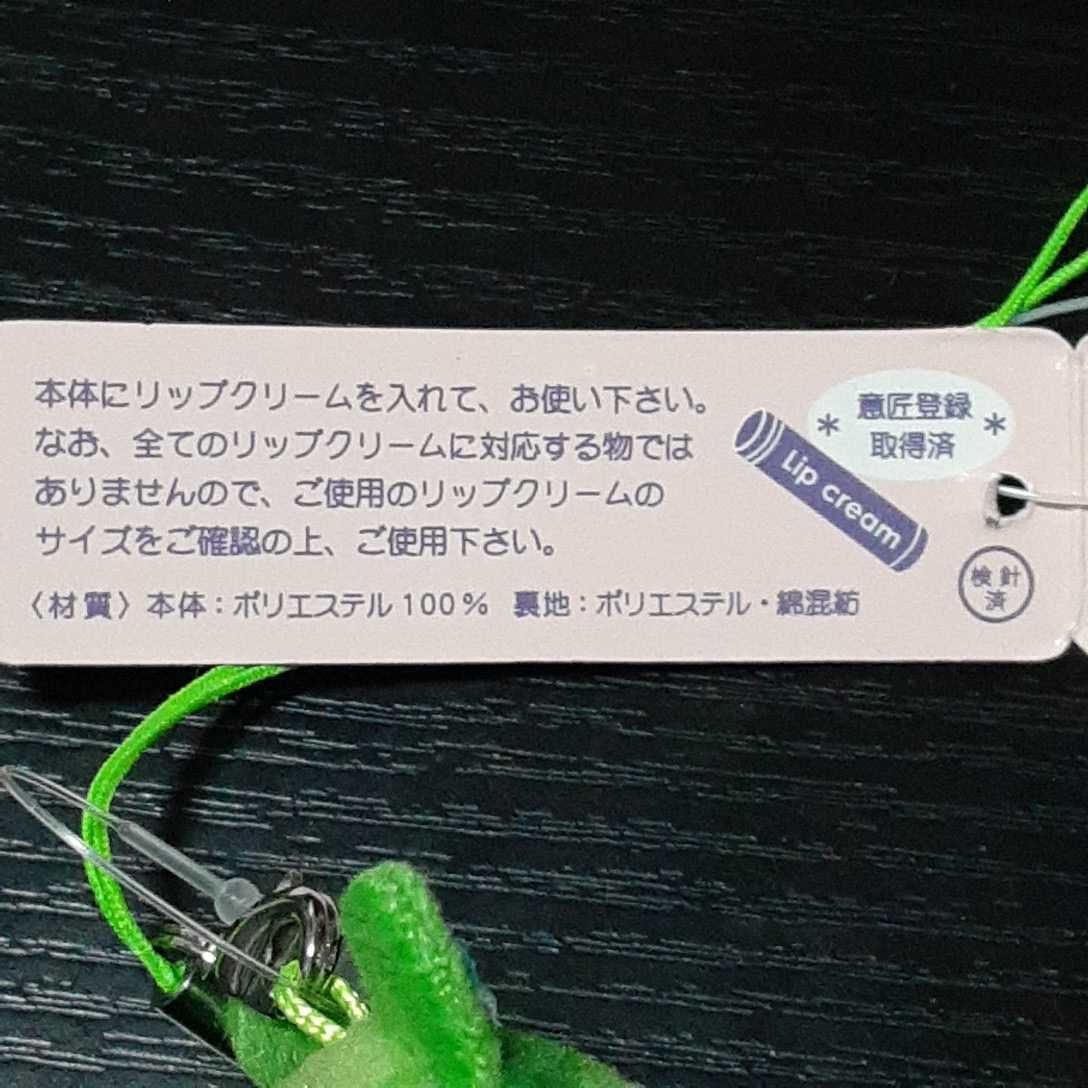 本体にリップクリームを入れて、お使い下さい。
なお、全てのリップクリームに対応する物では
ありませんので、ご使用のリップクリームの
サイズをご確認の上、ご使用下さい。
〈材質〉本体：ポリエステル100％ 裏地：ポリエステル・綿混紡
Lip cream
＊ 意匠登録 ＊
取得済
検針
済